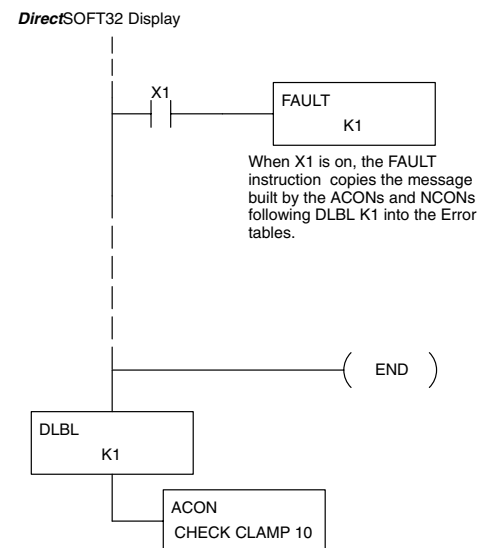 DirectSOFT32 Display
X1
FAULT
K1
When X1 is on, the FAULT
instruction copies the message
built by the ACONs and NCONs
following DLBL K1 into the Error
tables.
END
DLBL
K1
ACON
CHECK CLAMP 10